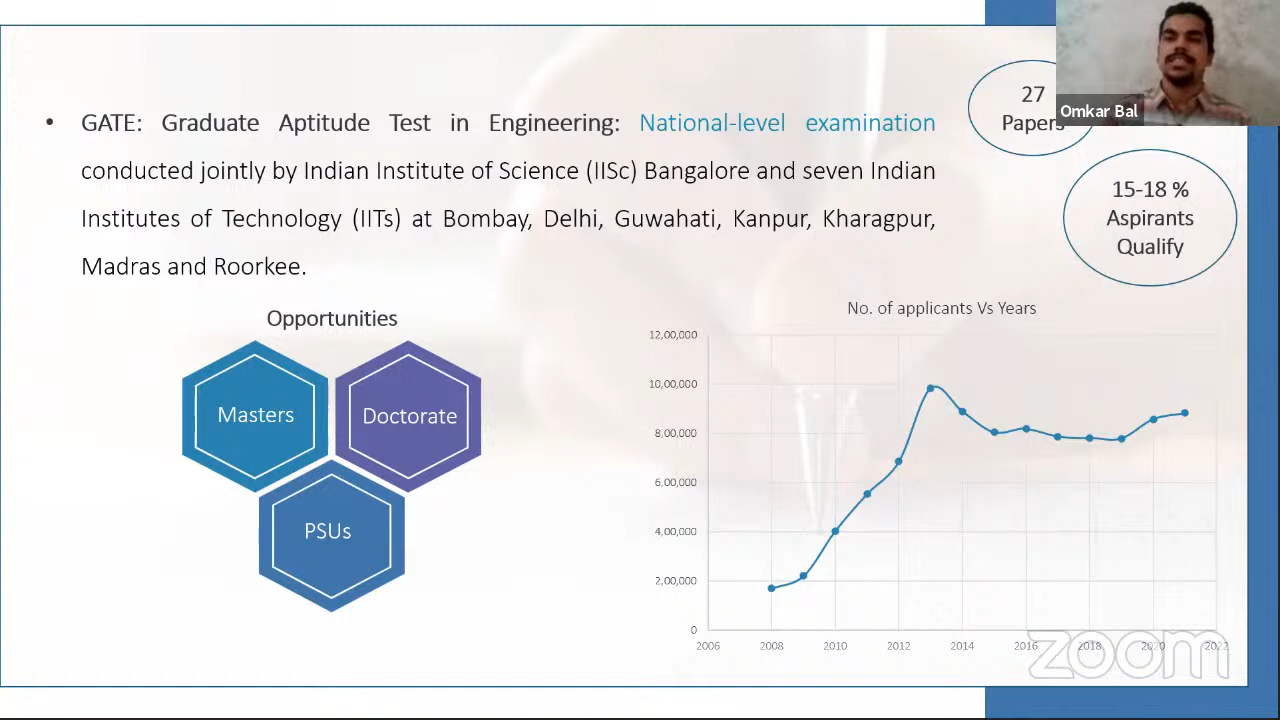 27
Papers
Omkar Bal
• GATE: Graduate Aptitude Test in Engineering: National-level examination
conducted jointly by Indian Institute of Science (IISc) Bangalore and seven Indian
Institutes of Technology (IITs) at Bombay, Delhi, Guwahati, Kanpur, Kharagpur,
Madras and Roorkee.
15-18 %
Aspirants
Qualify
Opportunities
Masters
Doctorate
PSUs
No. of applicants Vs Years
12,00,000
10,00,000
8,00,000
6,00,000
4,00,000
2,00,000
0
2006 2008 2010 2012 2014 2016 2018 2020 2022
zoom